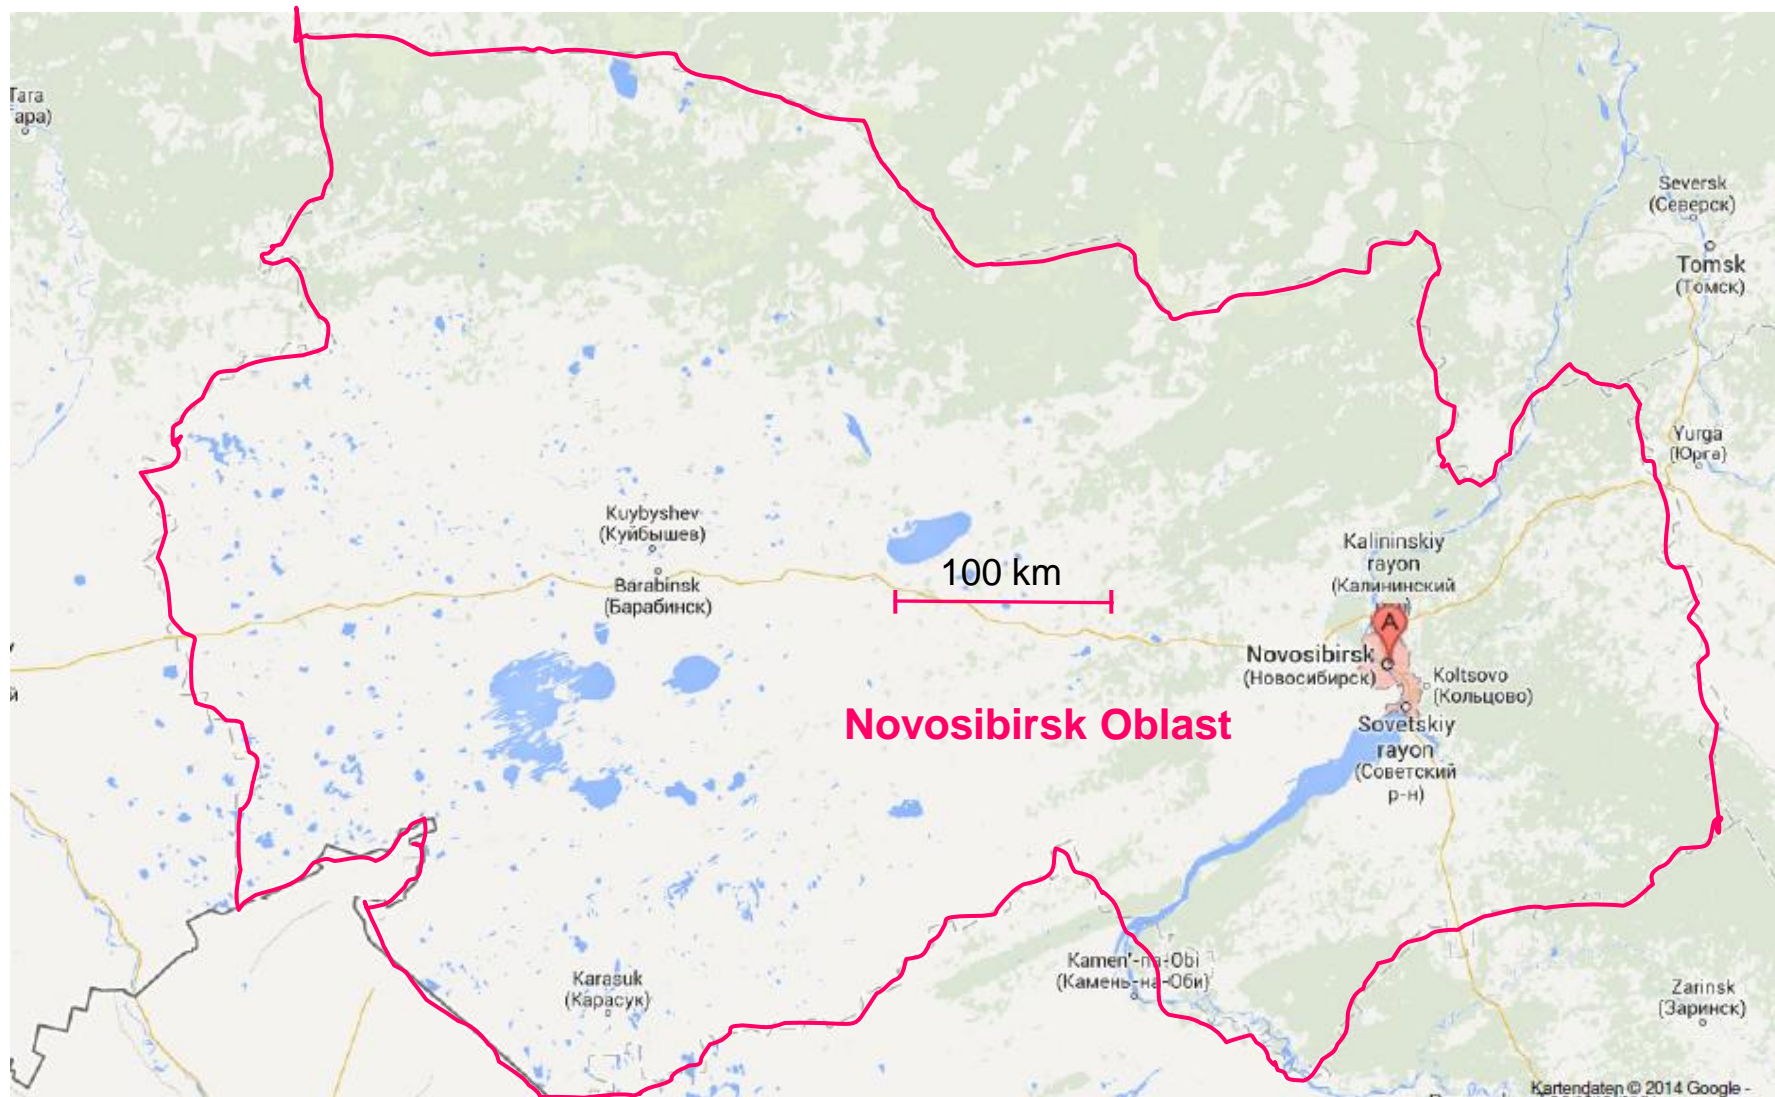 Tara
apa)
Seversk
(Северск)
Tomsk
(Томск)
Yurga
(Юрга)
Kuybyshev
(Куйбышев)
Barabinsk
(Барабинск)
100 km
Kalininskiy
rayon
(Калининский
A
Novosibirsk
(Новосибирск)
Koltsovo
(Кольцово)
Novosibirsk Oblast
Sovetskiy
rayon
(Советский
р-н)
й
Kamen'-na-Obi
(Камень-на-Оби)
Karasuk
(Карасук)
Zarinsk
(Заринск)
Kartendaten © 2014 Google -